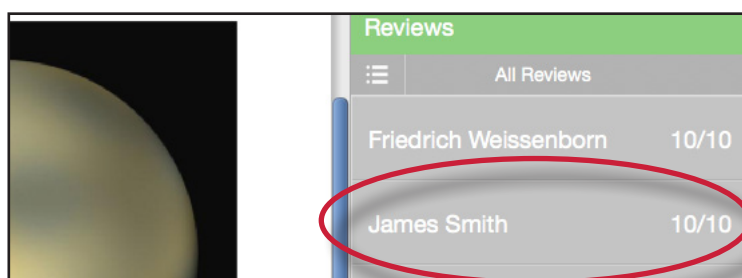 Reviews
All Reviews
Friedrich Weissenborn 10/10
James Smith 10/10